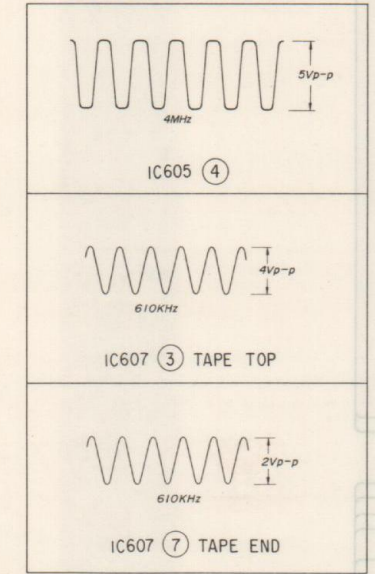 5Vp-p
4MHz
IC605 ④
4Vp-p
610KHz
IC607 ③ TAPE TOP
2Vp-p
610KHz
IC607 ⑦ TAPE END